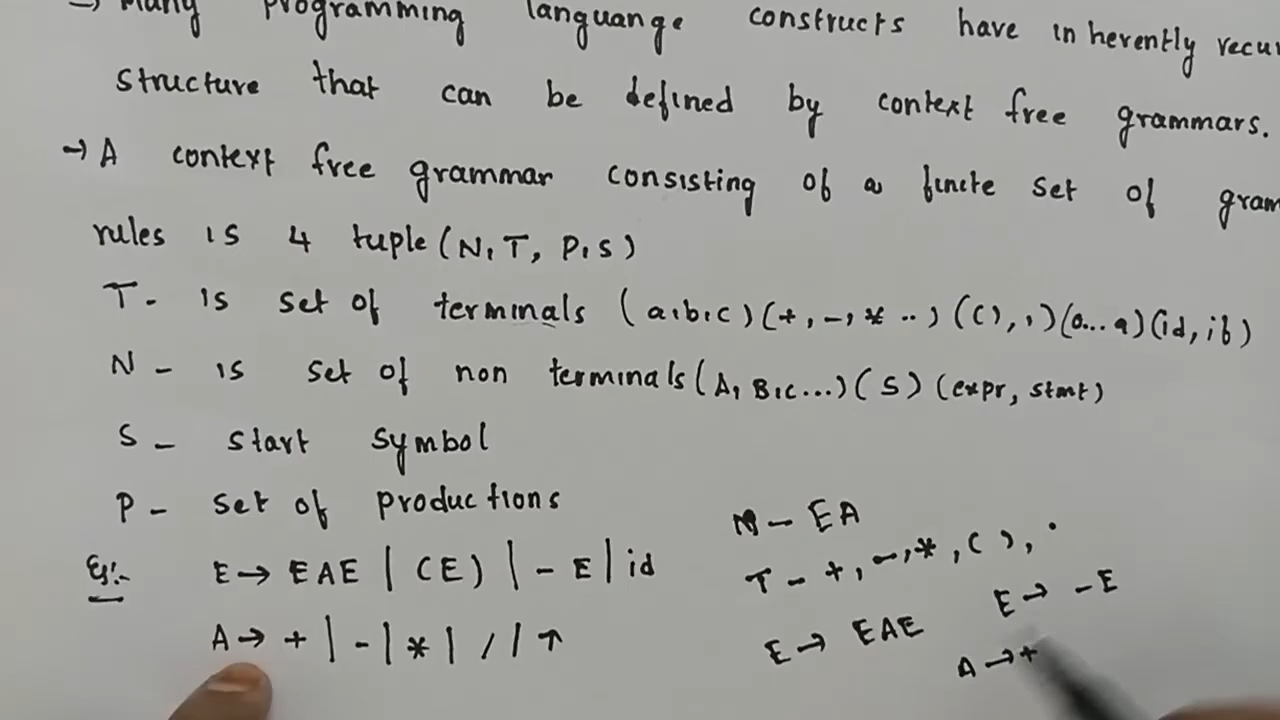 → Many programming languange constructs have inherently recu
structure that can be defined by context free grammars.
→ A context free grammar consisting of a finite set of gram
rules is 4 tuple (N, T, P, S)
T - is set of terminals (a,b,c) (+, -, * ..) ((), ,) (0...9) (id, if)
N - is set of non terminals (A, B, C...) (S) (expr, stmt)
S - start symbol
P - set of productions
Eg:- E → EAE | (E) | - E | id
A → + | - | * | / | ↑
N - EA
T - +, -, *, ( ), .
E → EAE E → - E
A → +